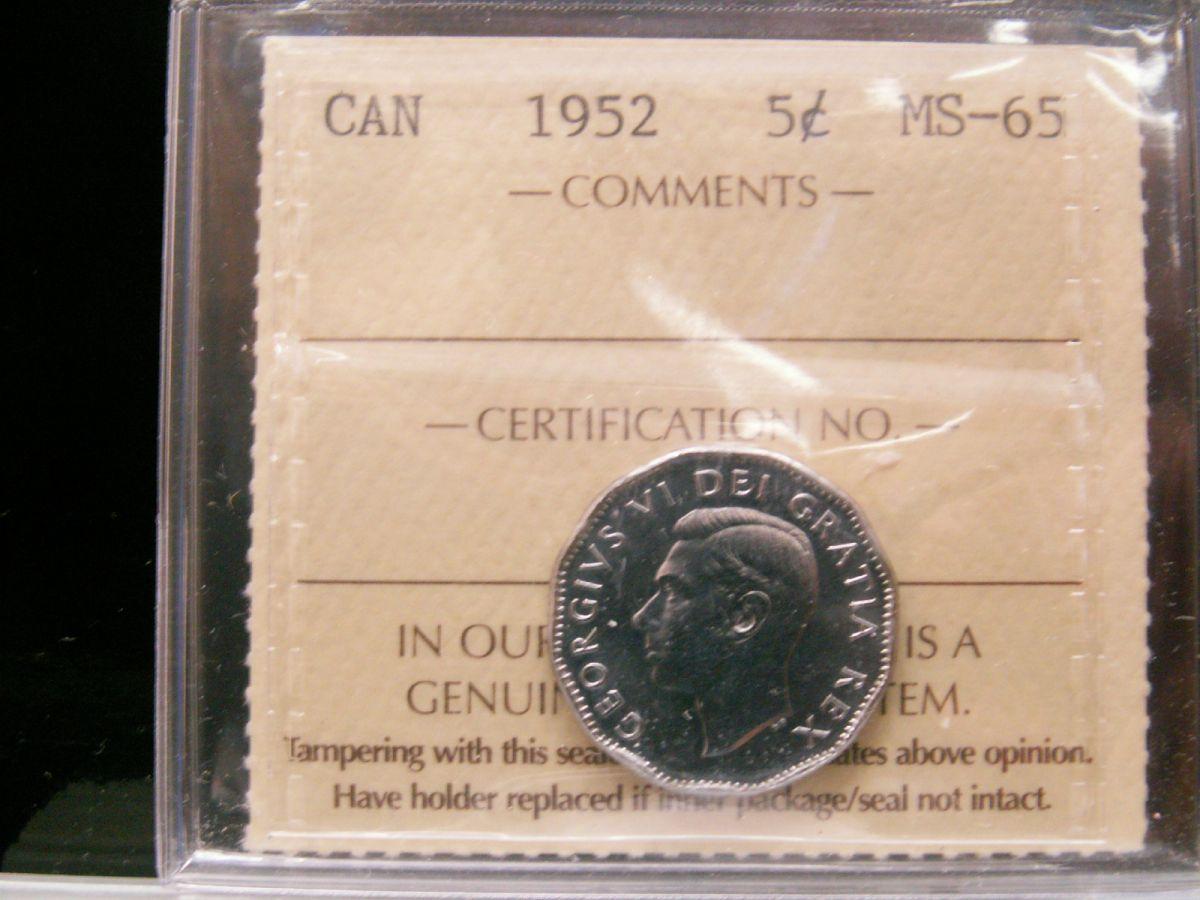 CAN 1952 5¢ MS-65
— COMMENTS —
— CERTIFICATION NO. —
GEORGIVS VI DEI GRATIA REX
IN OUR IS A
GENUIN TEM.
Tampering with this seal ates above opinion.
Have holder replaced if inner package/seal not intact.